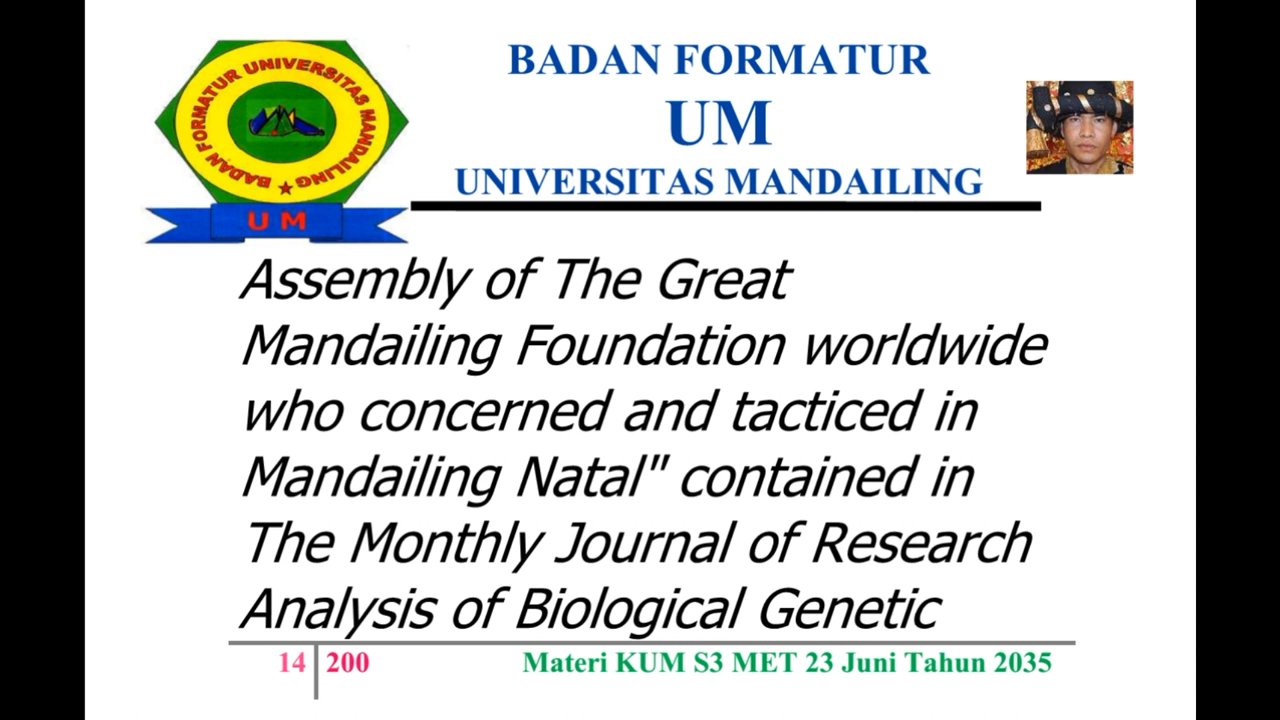 BADAN FORMATUR UNIVERSITAS MANDAILING
UM
BADAN FORMATUR
UM
UNIVERSITAS MANDAILING
Assembly of The Great
Mandailing Foundation worldwide
who concerned and tacticed in
Mandailing Natal" contained in
The Monthly Journal of Research
Analysis of Biological Genetic
14 200 Materi KUM S3 MET 23 Juni Tahun 2035